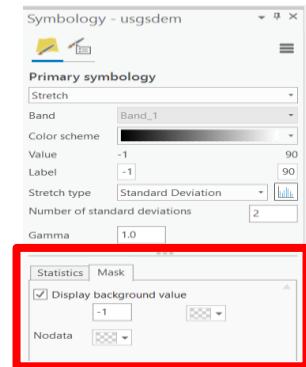 Symbology - usgsdem
Primary symbology
Stretch
Band Band_1
Color scheme
Value -1 90
Label -1 90
Stretch type Standard Deviation
Number of standard deviations 2
Gamma 1.0
Statistics Mask
Display background value
-1
Nodata